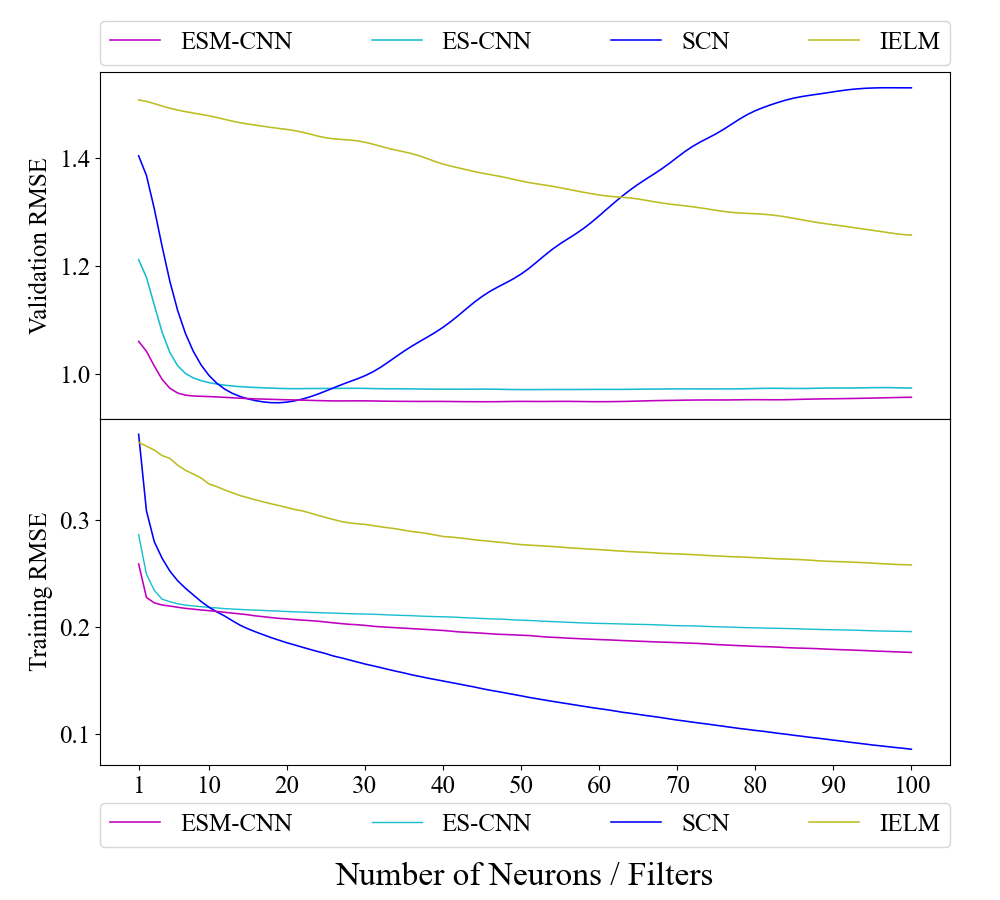 ESM-CNN ES-CNN SCN IELM
Validation RMSE
1.4
1.2
1.0
Training RMSE
0.3
0.2
0.1
1 10 20 30 40 50 60 70 80 90 100
ESM-CNN ES-CNN SCN IELM
Number of Neurons / Filters